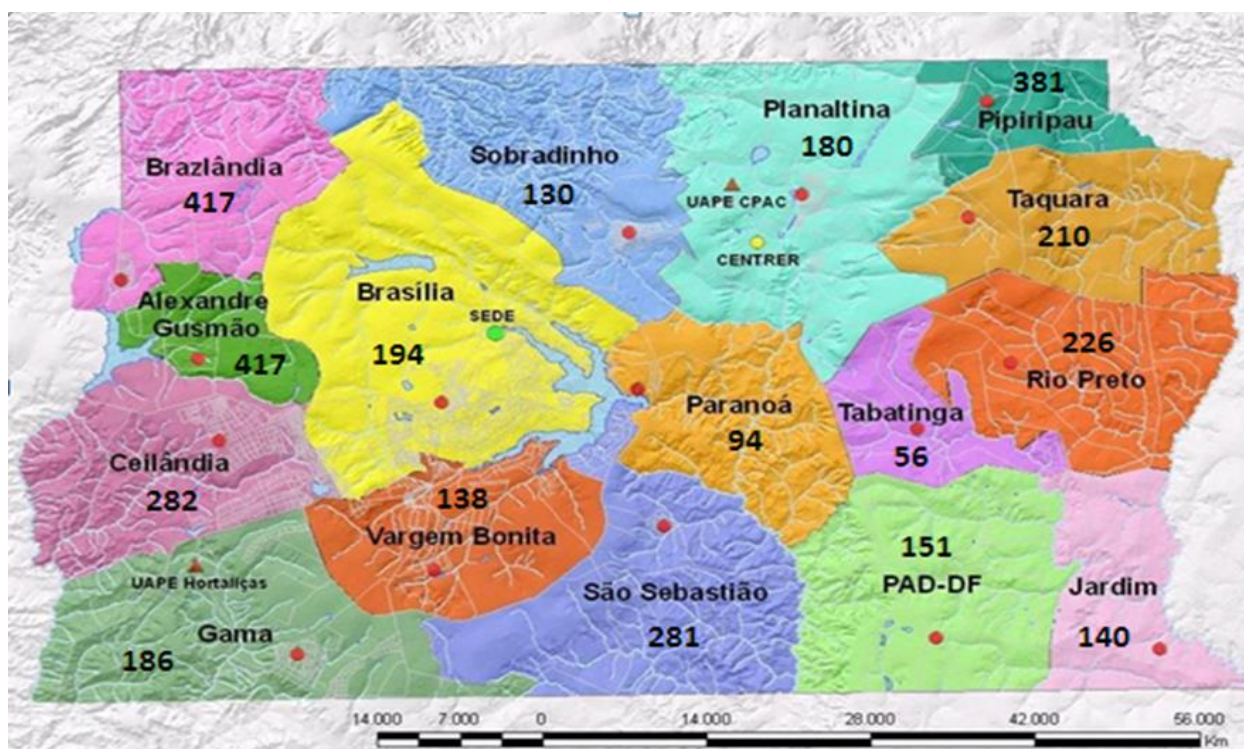 381
Planaltina
Pipiripau
180
Sobradinho
Brazlândia
130
417
UAPE CPAC
Taquara
210
CENTRER
Brasilia
Alexandre
Gusmão
SEDE
417
194
226
Rio Preto
Paranoá
94
Tabatinga
56
Ceilândia
282
138
Vargem Bonita
151
PAD-DF
UAPE Hortaliças
São Sebastião
281
Jardim
140
Gama
186
14 000 7 000 0 14 000 28 000 42 000 56 000
Km